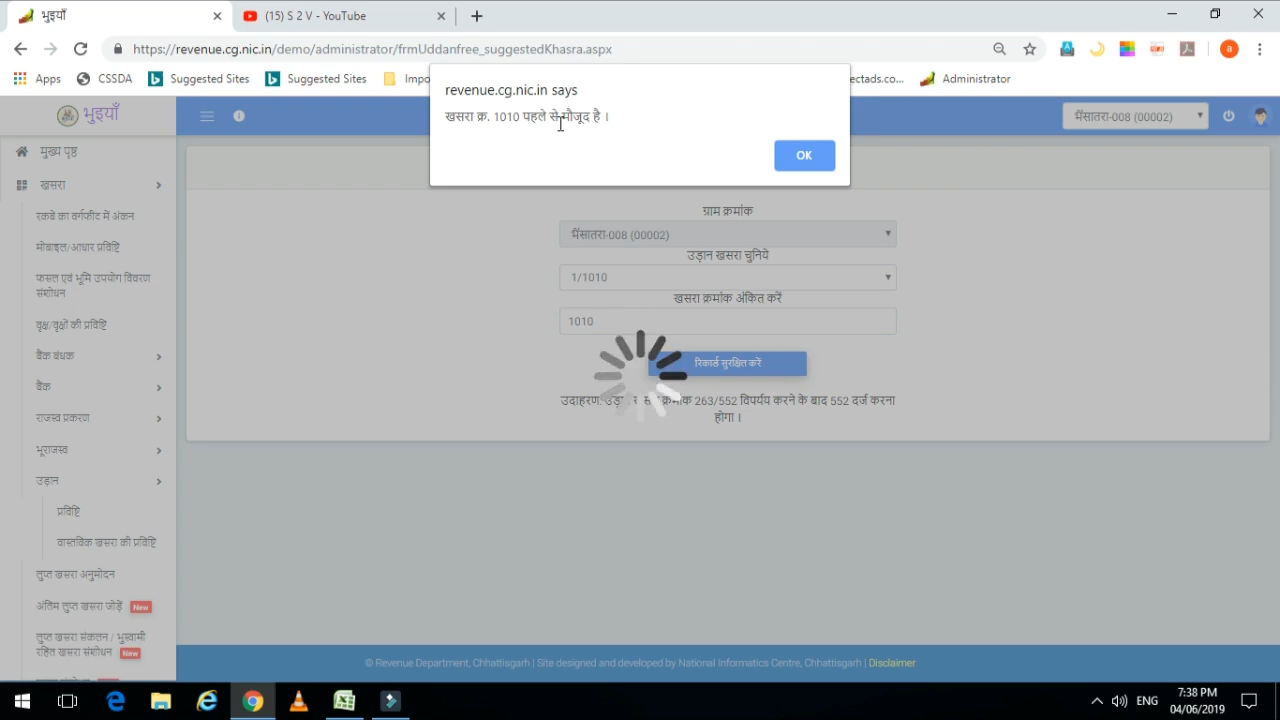 भुइयाँ
(15) S 2 V - YouTube
https://revenue.cg.nic.in/demo/administrator/frmUddanfree_suggestedKhasra.aspx
Apps
CSSDA
Suggested Sites
Suggested Sites
ectads.co...
Administrator
revenue.cg.nic.in says
खसरा क्र. 1010 पहले से मौजूद है ।
OK
भुइयाँ
भैंसातरा-008 (00002)
मुख्य पृष्ठ
खसरा
रकबे का वर्गफीट में अंकन
मोबाइल/आधार प्रविष्टि
फसल एवं भूमि उपयोग विवरण
संशोधन
वृक्ष/वृक्षों की प्रविष्टि
बैंक बंधक
बैंक
राजस्व प्रकरण
भूराजस्व
उड़ान
प्रविष्टि
वास्तविक खसरा की प्रविष्टि
लुप्त खसरा अनुमोदन
अंतिम लुप्त खसरा जोड़ें New
लुप्त खसरा संकलन / भुस्वामी
रहित खसरा संशोधन New
ग्राम क्रमांक
भैंसातरा-008 (00002)
उड़ान खसरा चुनिये
1/1010
खसरा क्रमांक अंकित करें
1010
रिकार्ड सुरक्षित करें
उदाहरण: क्रमांक 263/552 विपर्यय करने के बाद 552 दर्ज करना
होगा ।
© Revenue Department, Chhattisgarh | Site designed and developed by National Informatics Centre, Chhattisgarh | Disclaimer
ENG
7:38 PM
04/06/2019